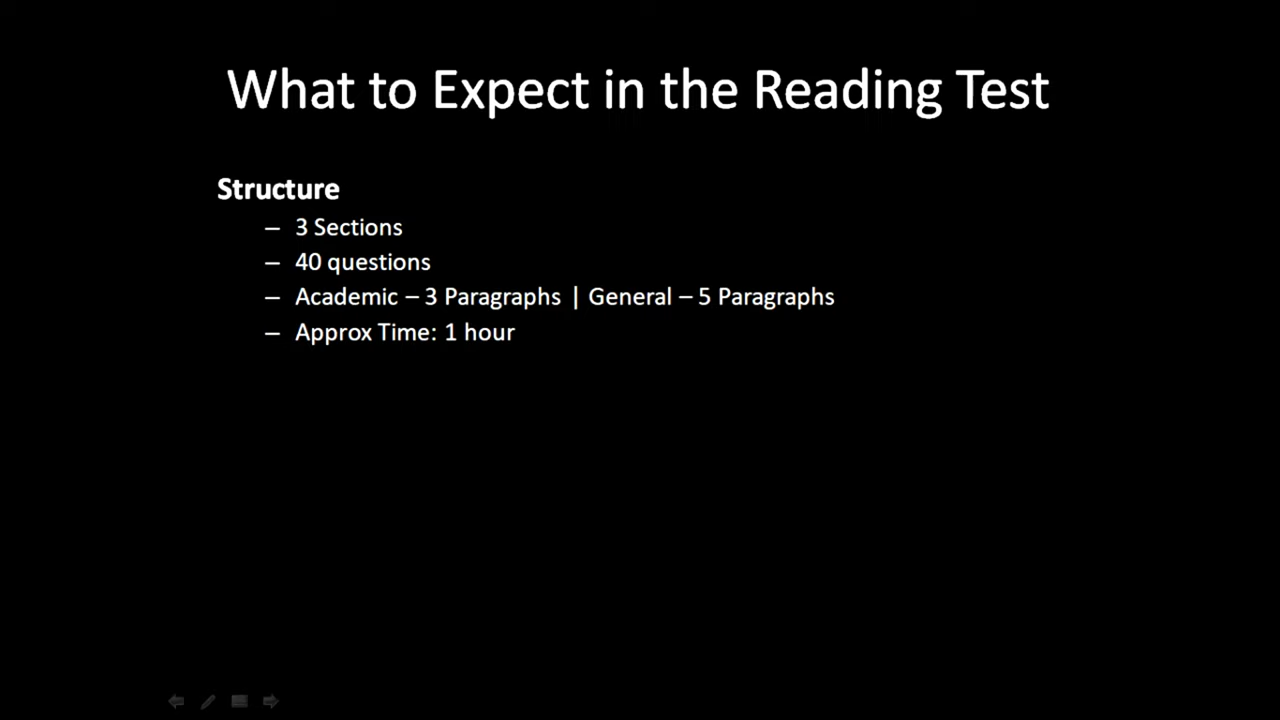 What to Expect in the Reading Test
Structure
– 3 Sections
– 40 questions
– Academic – 3 Paragraphs | General – 5 Paragraphs
– Approx Time: 1 hour